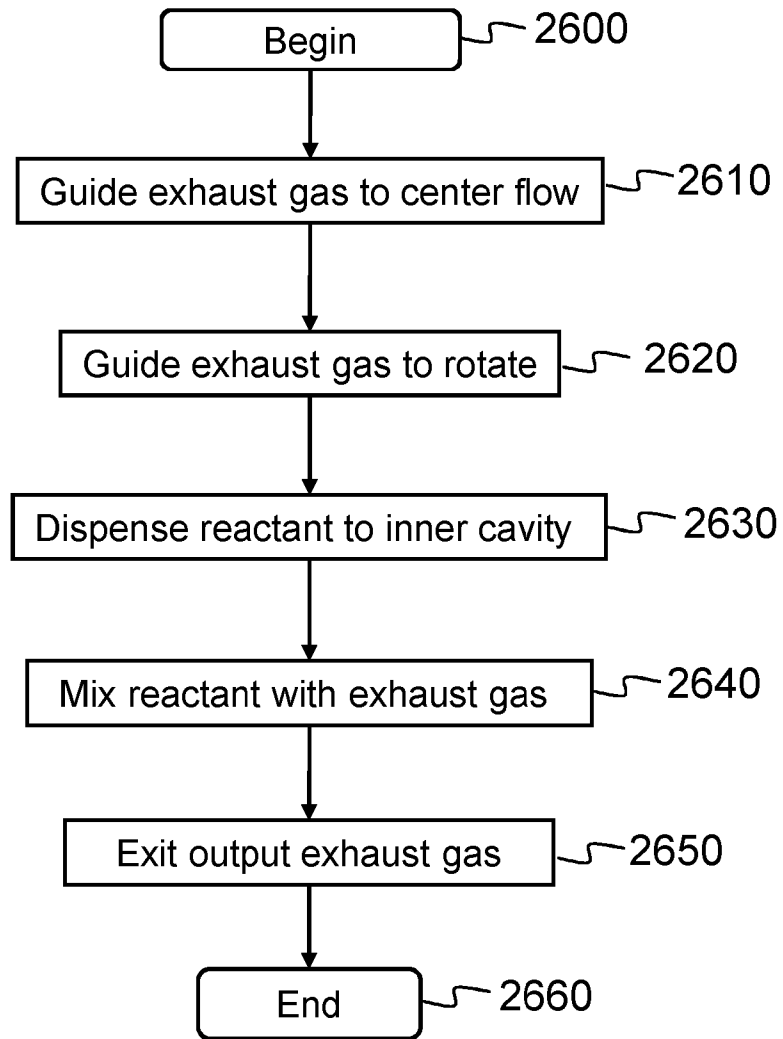 Begin 2600
Guide exhaust gas to center flow 2610
Guide exhaust gas to rotate 2620
Dispense reactant to inner cavity 2630
Mix reactant with exhaust gas 2640
Exit output exhaust gas 2650
End 2660